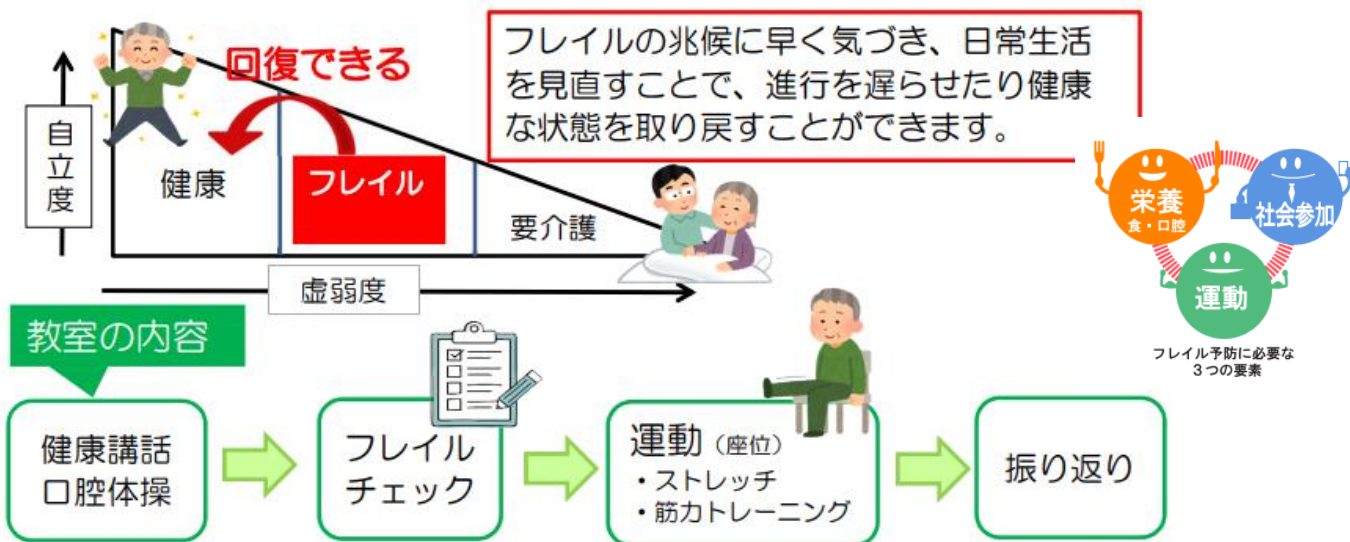 回復できる
フレイルの兆候に早く気づき、日常生活
を見直すことで、進行を遅らせたり健康
な状態を取り戻すことができます。
自立度
健康
フレイル
要介護
虚弱度
栄養
食・口腔
社会参加
運動
フレイル予防に必要な
3つの要素
教室の内容
健康講話
口腔体操
フレイル
チェック
運動（座位）
・ストレッチ
・筋力トレーニング
振り返り